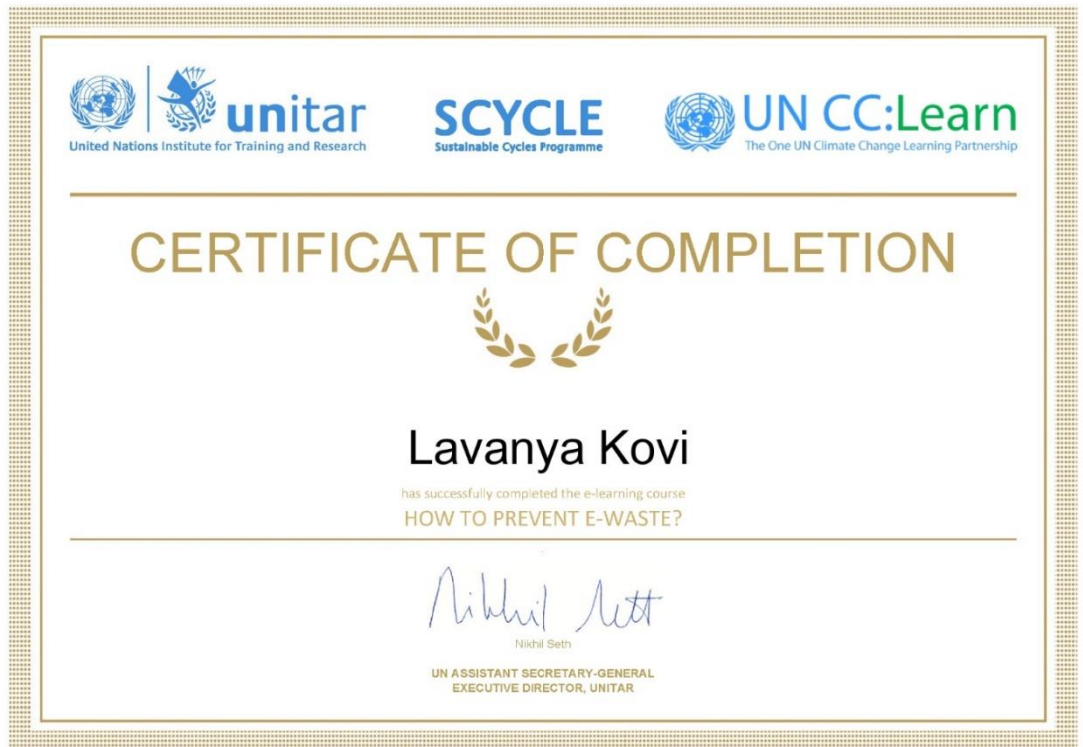 unitar
United Nations Institute for Training and Research
SCYCLE
Sustainable Cycles Programme
UN CC:Learn
The One UN Climate Change Learning Partnership
CERTIFICATE OF COMPLETION
Lavanya Kovi
has successfully completed the e-learning course
HOW TO PREVENT E-WASTE?
Nikhil Seth
Nikhil Seth
UN ASSISTANT SECRETARY-GENERAL
EXECUTIVE DIRECTOR, UNITAR